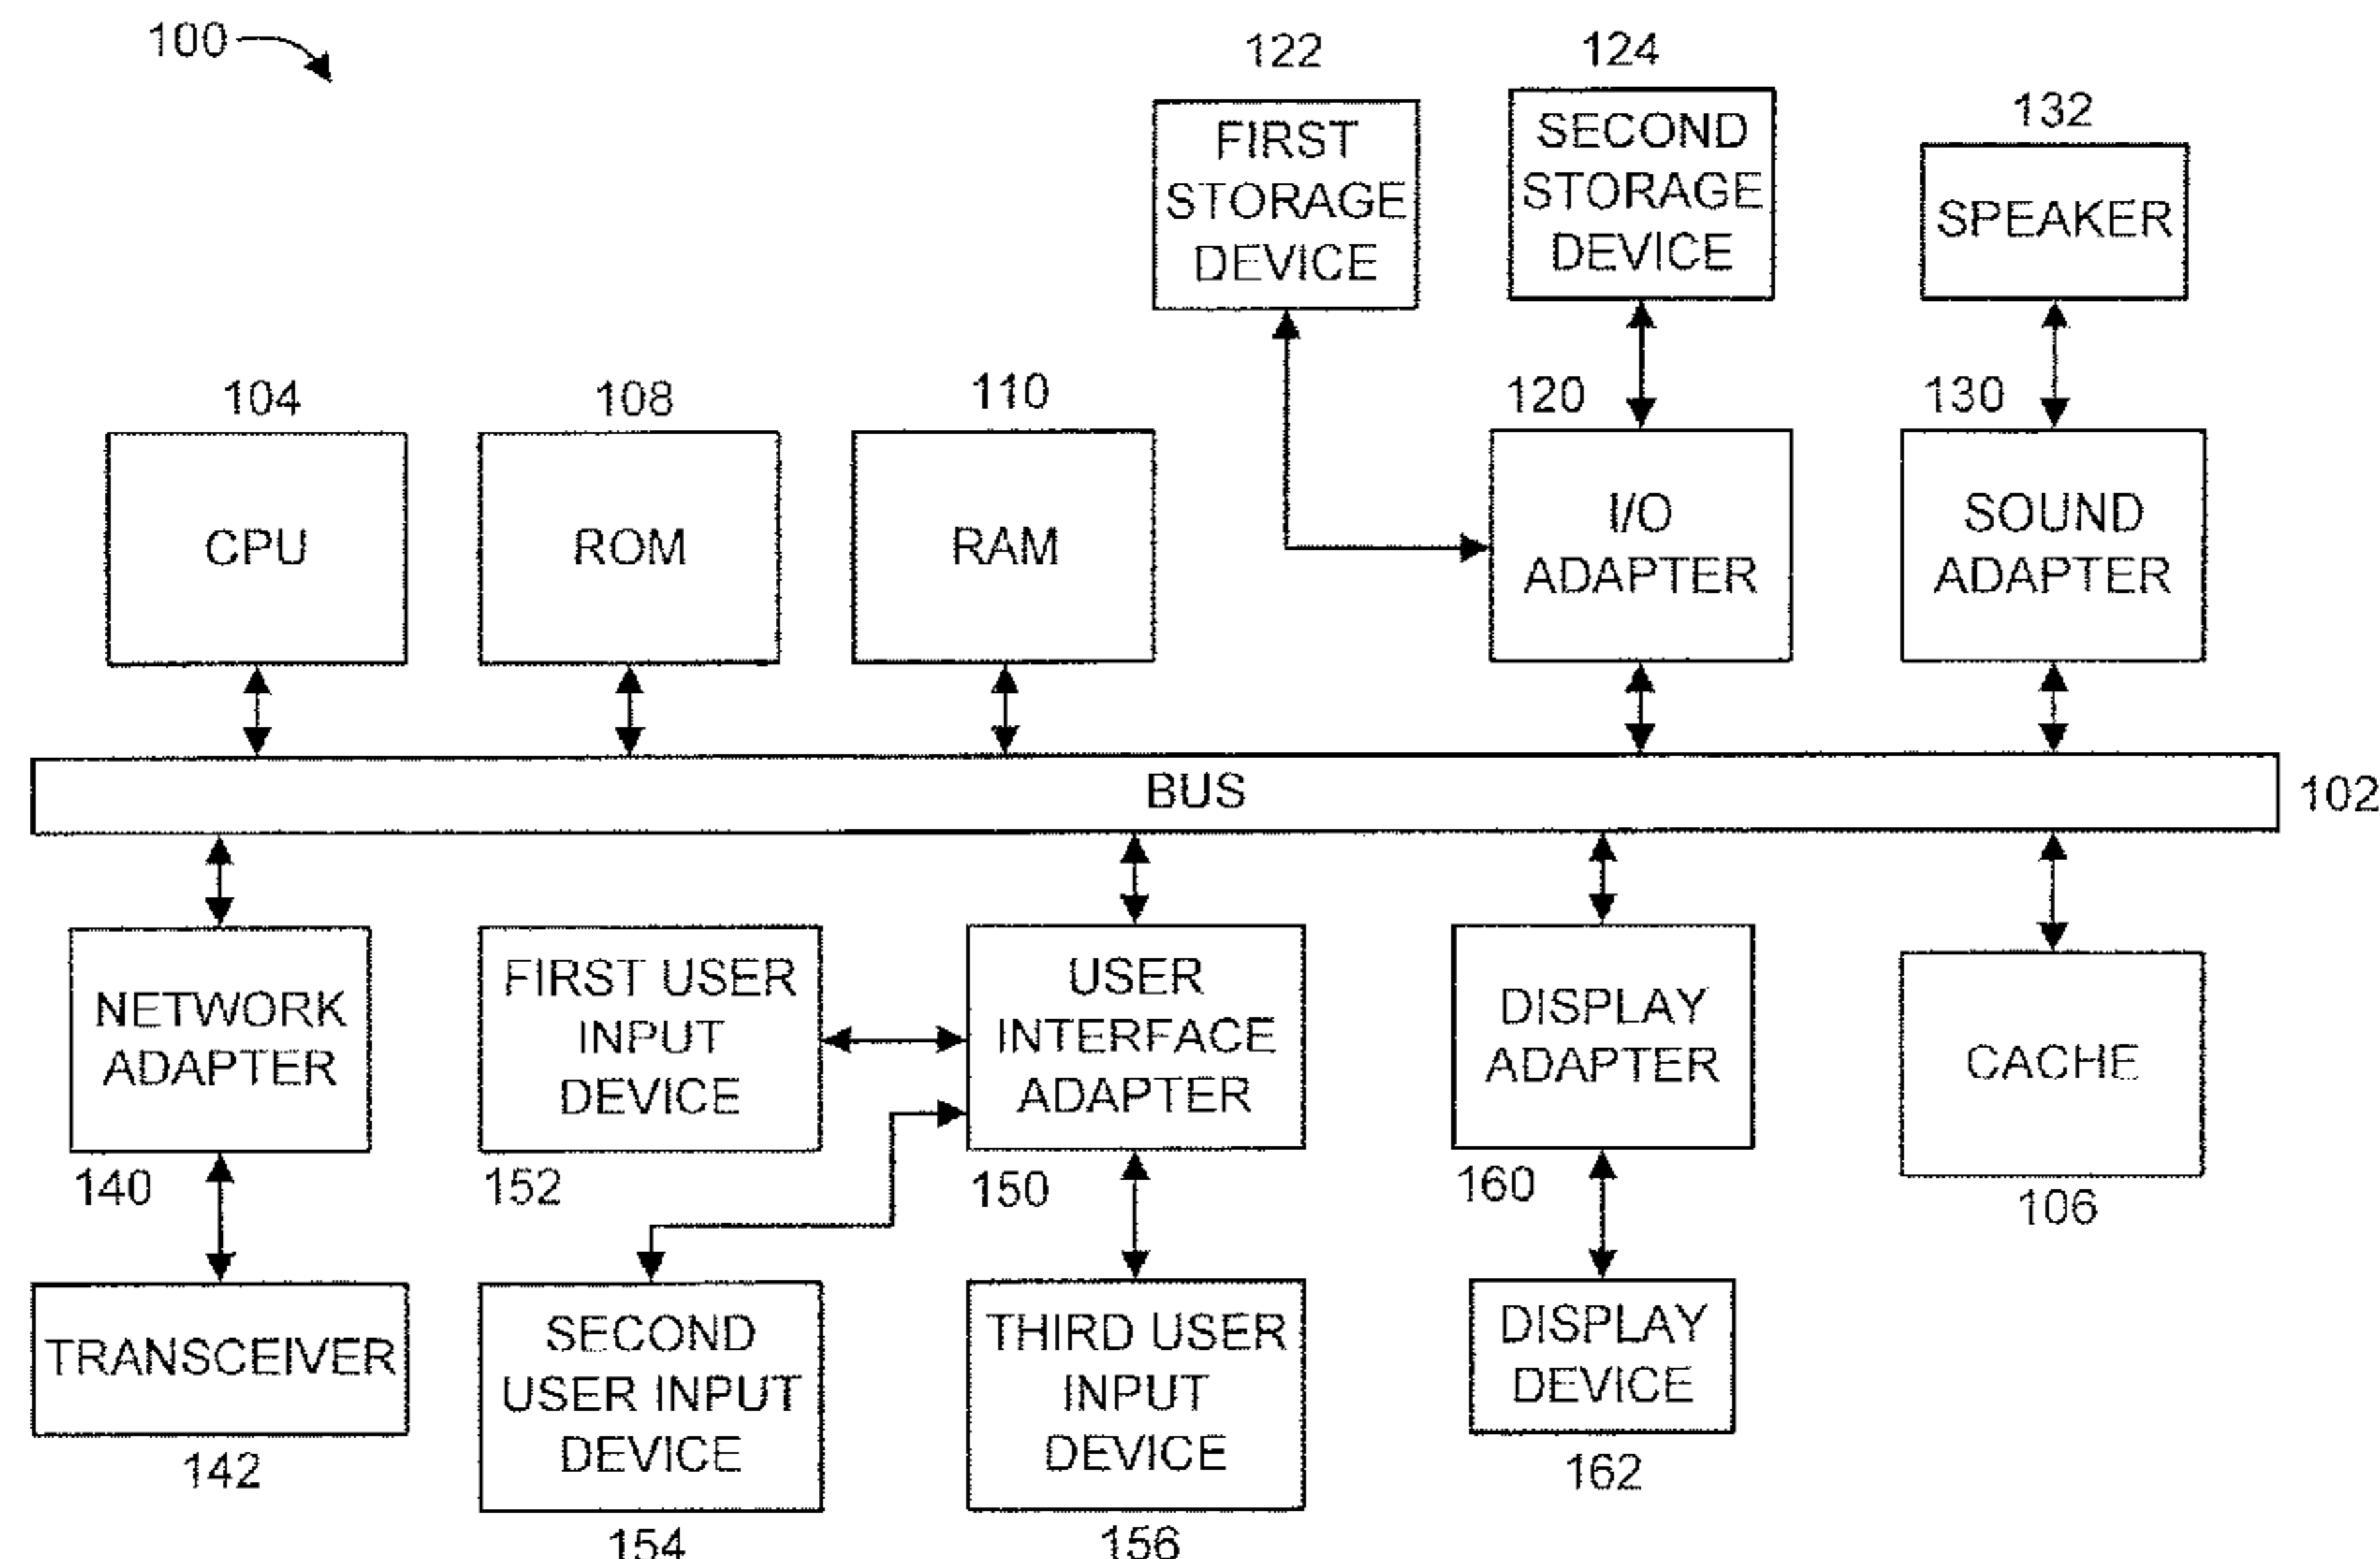 100
122
FIRST
STORAGE
DEVICE
124
SECOND
STORAGE
DEVICE
132
SPEAKER
104
CPU
108
ROM
110
RAM
120
I/O
ADAPTER
130
SOUND
ADAPTER
BUS
102
NETWORK
ADAPTER
140
FIRST USER
INPUT
DEVICE
152
USER
INTERFACE
ADAPTER
150
DISPLAY
ADAPTER
160
CACHE
106
TRANSCEIVER
142
SECOND
USER INPUT
DEVICE
154
THIRD USER
INPUT
DEVICE
156
DISPLAY
DEVICE
162